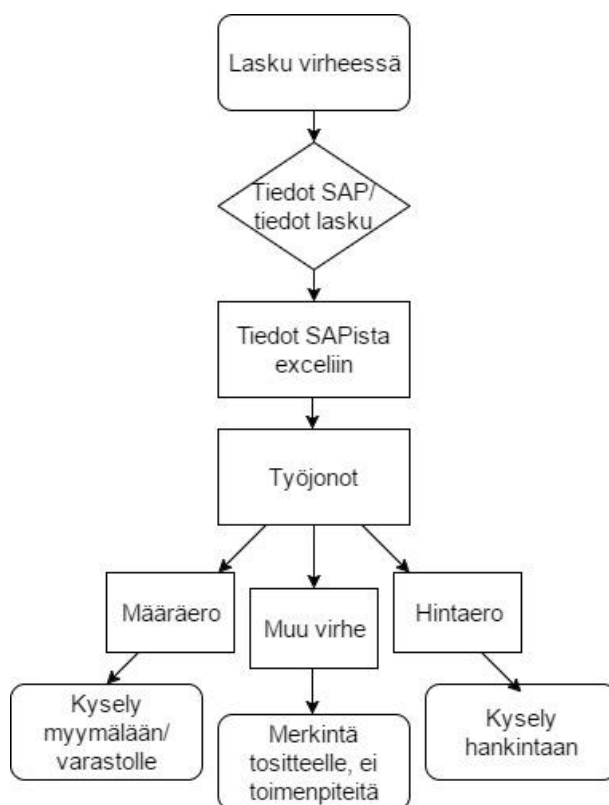 Lasku virheessä
Tiedot SAP/
tiedot lasku
Tiedot SAPista
exceliin
Työjonot
Määräero
Muu virhe
Hintaero
Kysely
myymälään/
varastolle
Merkintä
tositteelle, ei
toimenpiteitä
Kysely
hankintaan